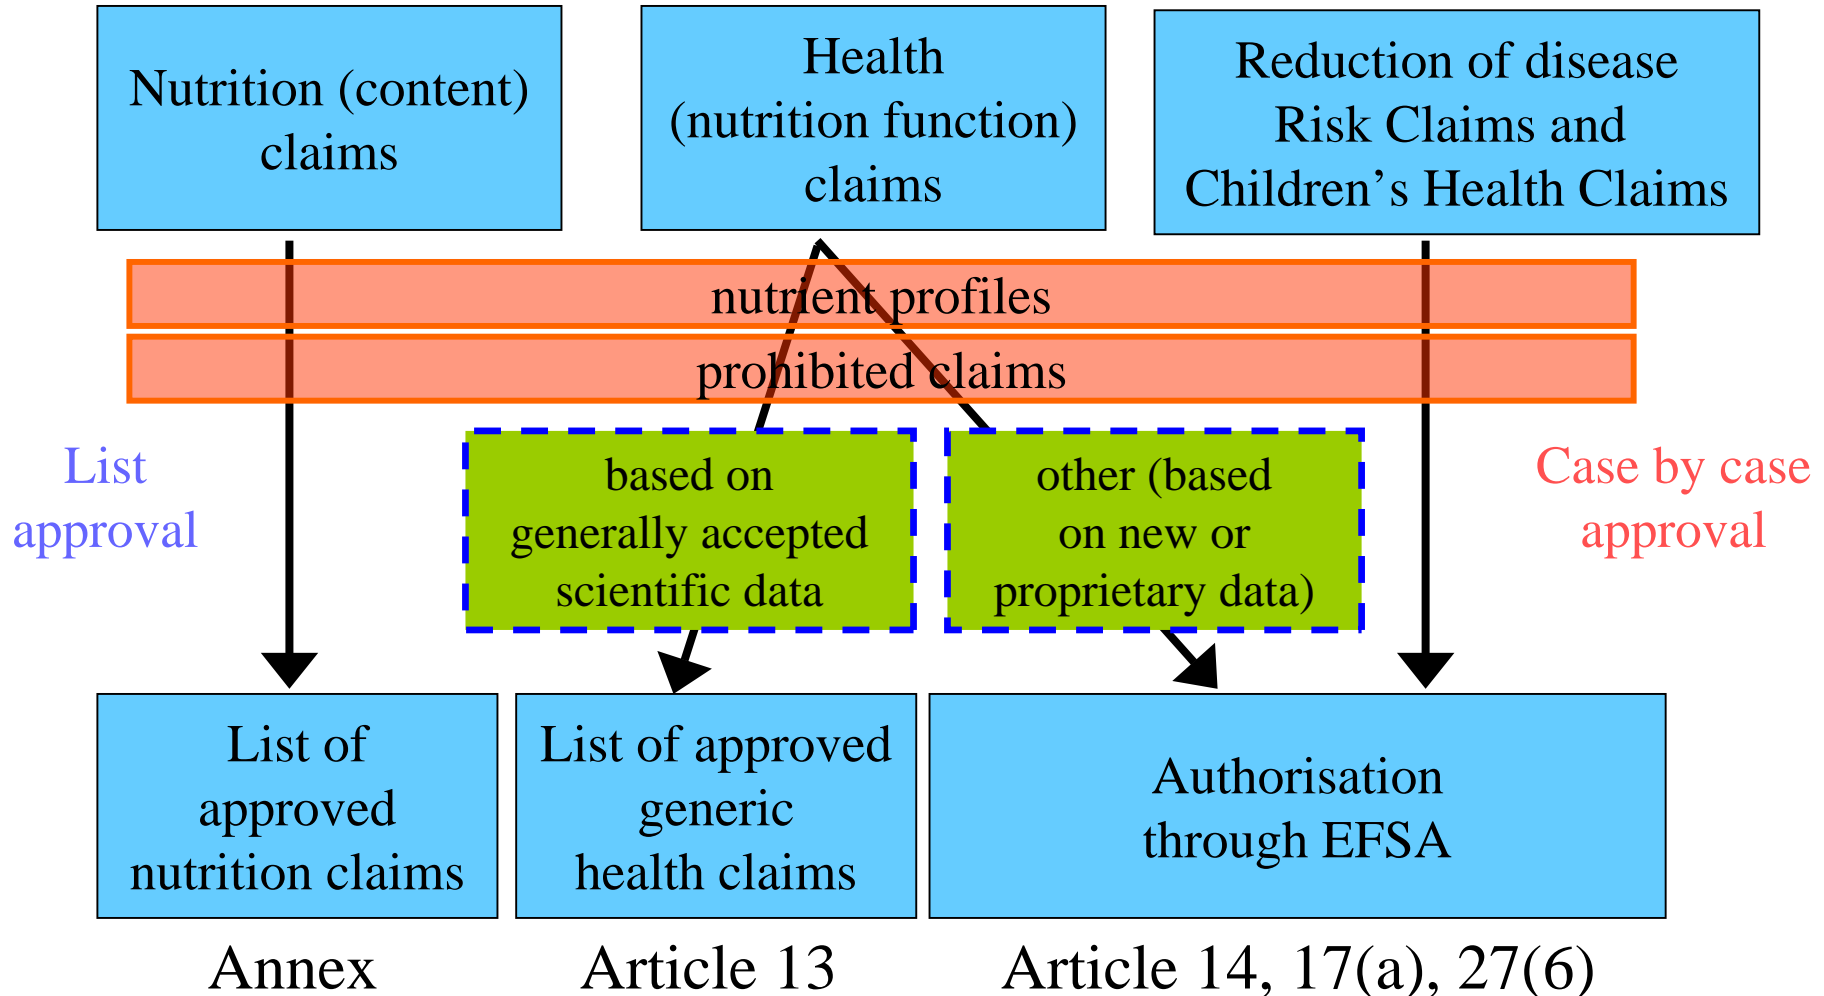 Nutrition (content)
claims
Health
(nutrition function)
claims
Reduction of disease
Risk Claims and
Children’s Health Claims
nutrient profiles
prohibited claims
List
approval
based on
generally accepted
scientific data
other (based
on new or
proprietary data)
Case by case
approval
List of
approved
nutrition claims
List of approved
generic
health claims
Authorisation
through EFSA
Annex
Article 13
Article 14, 17(a), 27(6)